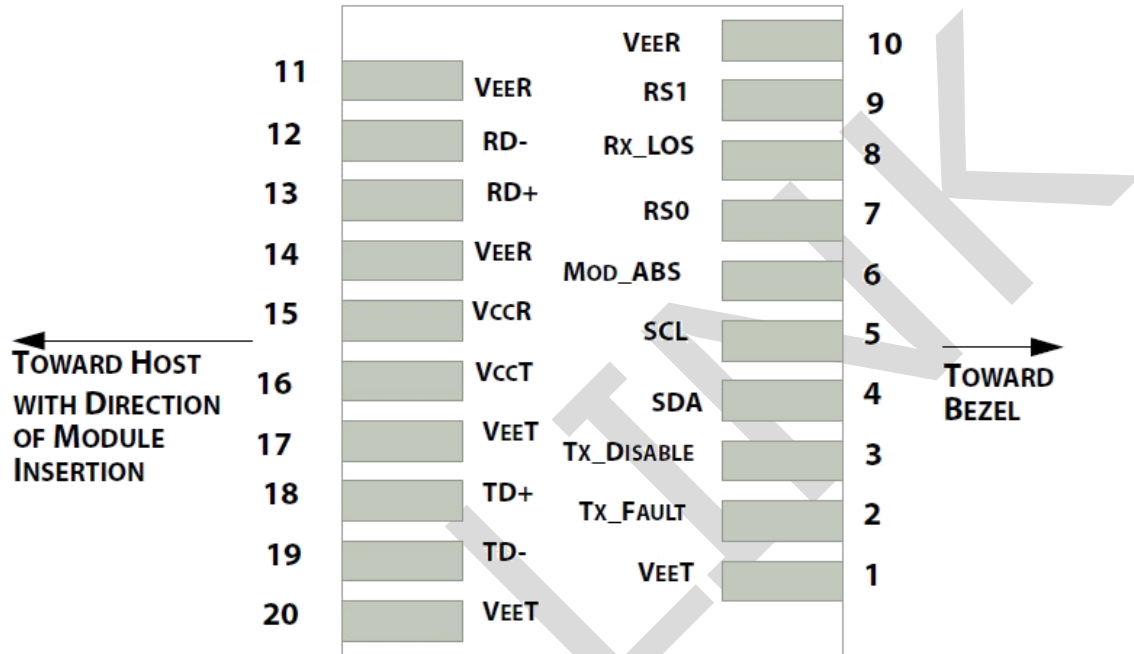 11
VEER
12
RD-
13
RD+
14
VEER
15
VCCR
16
VCCT
17
VEET
18
TD+
19
TD-
20
VEET
TOWARD HOST
WITH DIRECTION
OF MODULE
INSERTION
VEER
10
RS1
9
RX_LOS
8
RS0
7
MOD_ABS
6
SCL
5
SDA
4
TX_DISABLE
3
TX_FAULT
2
VEET
1
TOWARD
BEZEL
LINK